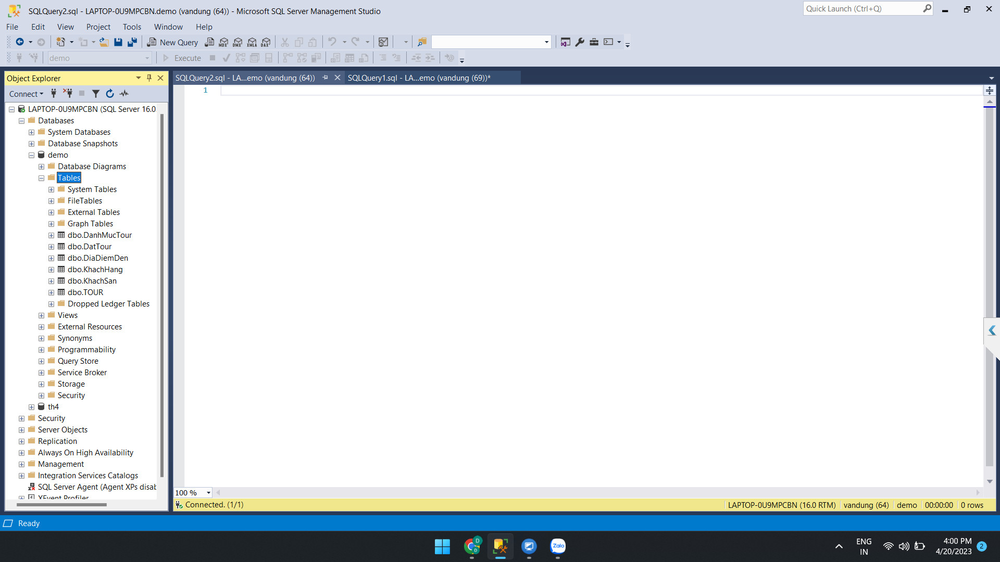 SQLQuery2.sql - LAPTOP-0U9MPCBN.demo (vandung (64)) - Microsoft SQL Server Management Studio
Quick Launch (Ctrl+Q)
File Edit View Project Tools Window Help
New Query MDX DMX XMLA DAX
demo Execute
Object Explorer
SQLQuery2.sql - LA...emo (vandung (64))
SQLQuery1.sql - LA...emo (vandung (69))*
Connect
1
LAPTOP-0U9MPCBN (SQL Server 16.0
Databases
System Databases
Database Snapshots
demo
Database Diagrams
Tables
System Tables
FileTables
External Tables
Graph Tables
dbo.DanhMucTour
dbo.DatTour
dbo.DiaDiemDen
dbo.KhachHang
dbo.KhachSan
dbo.TOUR
Dropped Ledger Tables
Views
External Resources
Synonyms
Programmability
Query Store
Service Broker
Storage
Security
th4
Security
Server Objects
Replication
Always On High Availability
Management
Integration Services Catalogs
SQL Server Agent (Agent XPs disab
XEvent Profiler
100 %
Connected. (1/1)
LAPTOP-0U9MPCBN (16.0 RTM) vandung (64) demo 00:00:00 0 rows
Ready
D
D
Zalo
ENG
IN
4:00 PM
4/20/2023
2